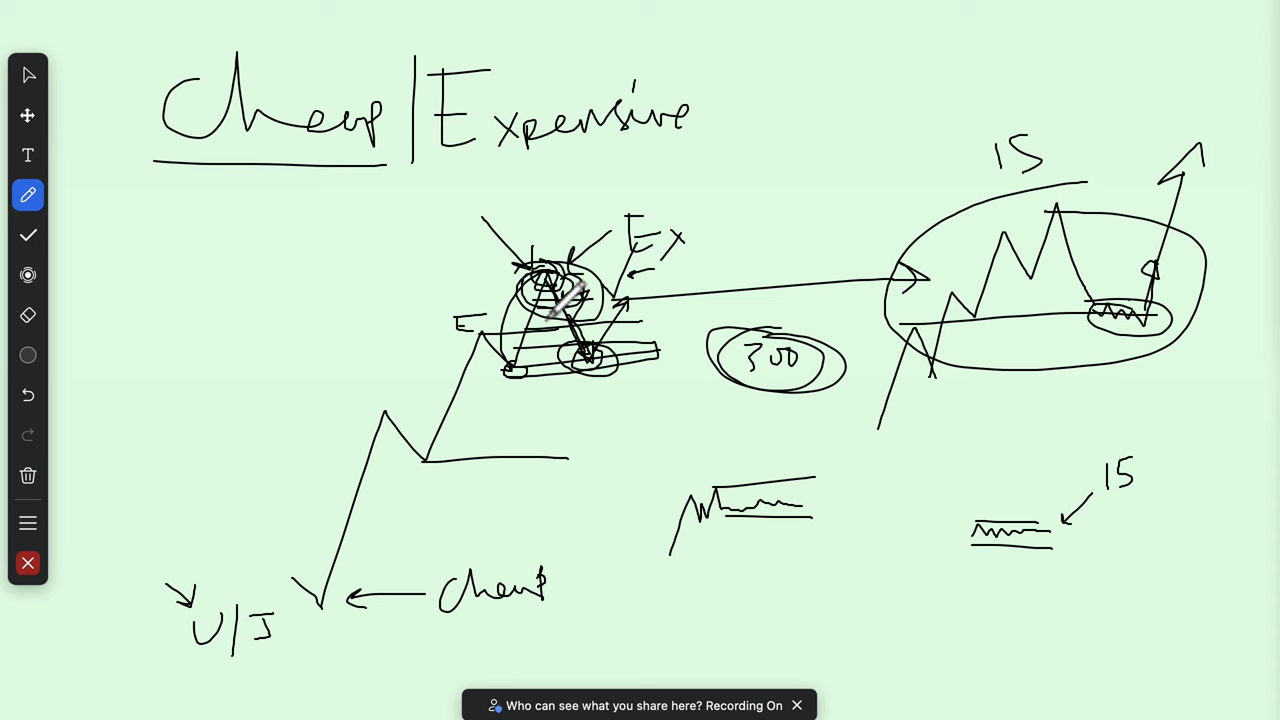 Cheap/Expensive
15
Ex
E
300
15
Cheap
U/J
T
Who can see what you share here? Recording On